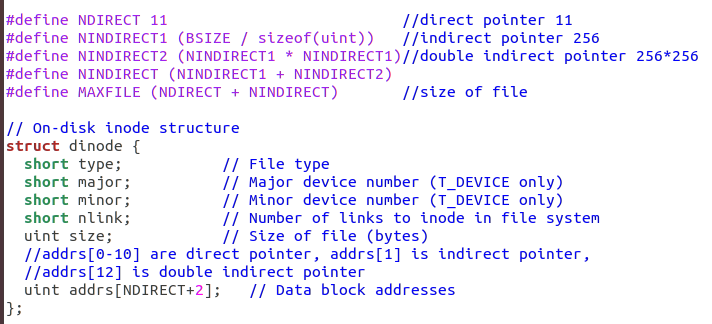 #define NDIRECT 11                          //direct pointer 11
#define NINDIRECT1 (BSIZE / sizeof(uint))   //indirect pointer 256
#define NINDIRECT2 (NINDIRECT1 * NINDIRECT1)//double indirect pointer 256*256
#define NINDIRECT (NINDIRECT1 + NINDIRECT2)
#define MAXFILE (NDIRECT + NINDIRECT)       //size of file

// On-disk inode structure
struct dinode {
  short type;           // File type
  short major;          // Major device number (T_DEVICE only)
  short minor;          // Minor device number (T_DEVICE only)
  short nlink;          // Number of links to inode in file system
  uint size;            // Size of file (bytes)
  //addrs[0-10] are direct pointer, addrs[1] is indirect pointer,
  //addrs[12] is double indirect pointer
  uint addrs[NDIRECT+2];   // Data block addresses
};